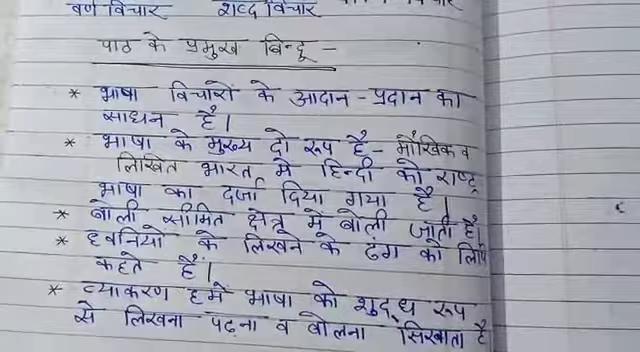 वर्ण विचार शब्द विचार विचार
पाठ के प्रमुख बिन्दू -
* भाषा विचारों के आदान - प्रदान का
साधन है।
* भाषा के मुख्य दो रूप है - मौखिक व
लिखित भारत में हिन्दी को राष्ट्र
भाषा का दर्जा दिया गया है।
* बोली सीमित क्षेत्र में बोली जाती है।
* ध्वनियो के लिखने के ढंग को लिपि
कहते हैं।
* व्याकरण हमें भाषा को शुद्ध रूप
से लिखना पढ़ना व बोलना सिखाता है